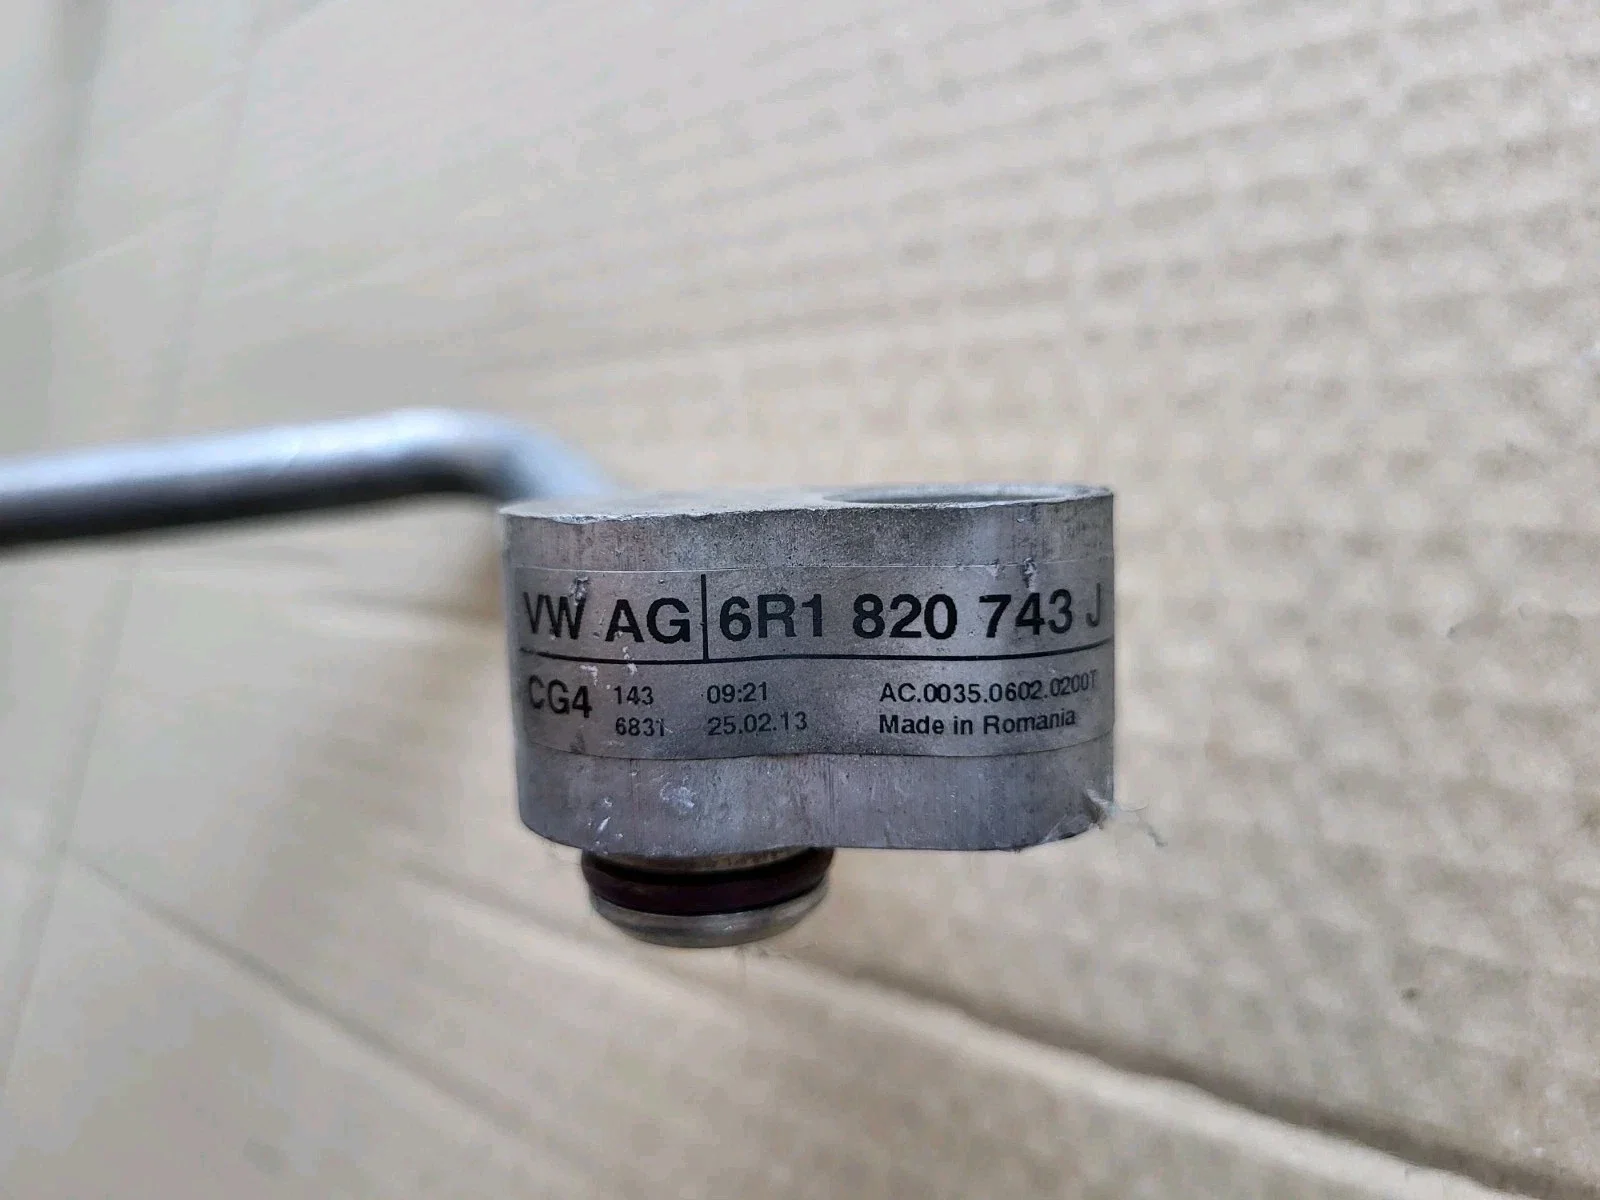 VW AG 6R1 820 743 J
CG4 143 09:21 AC.0035.0602.0200T
6831 25.02.13 Made in Romania